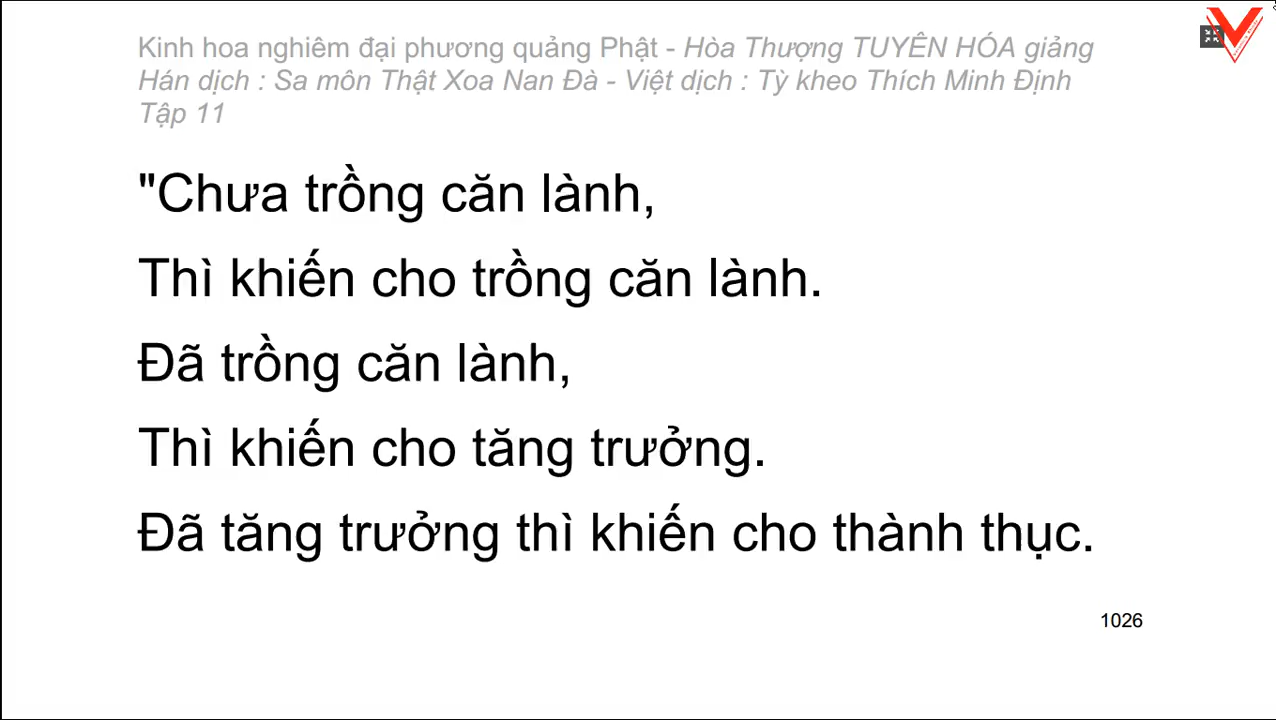 Kinh hoa nghiêm đại phương quảng Phật - Hòa Thượng TUYÊN HÓA giảng
Hán dịch : Sa môn Thật Xoa Nan Đà - Việt dịch : Tỳ kheo Thích Minh Định
Tập 11
"Chưa trồng căn lành,
Thì khiến cho trồng căn lành.
Đã trồng căn lành,
Thì khiến cho tăng trưởng.
Đã tăng trưởng thì khiến cho thành thục.
1026